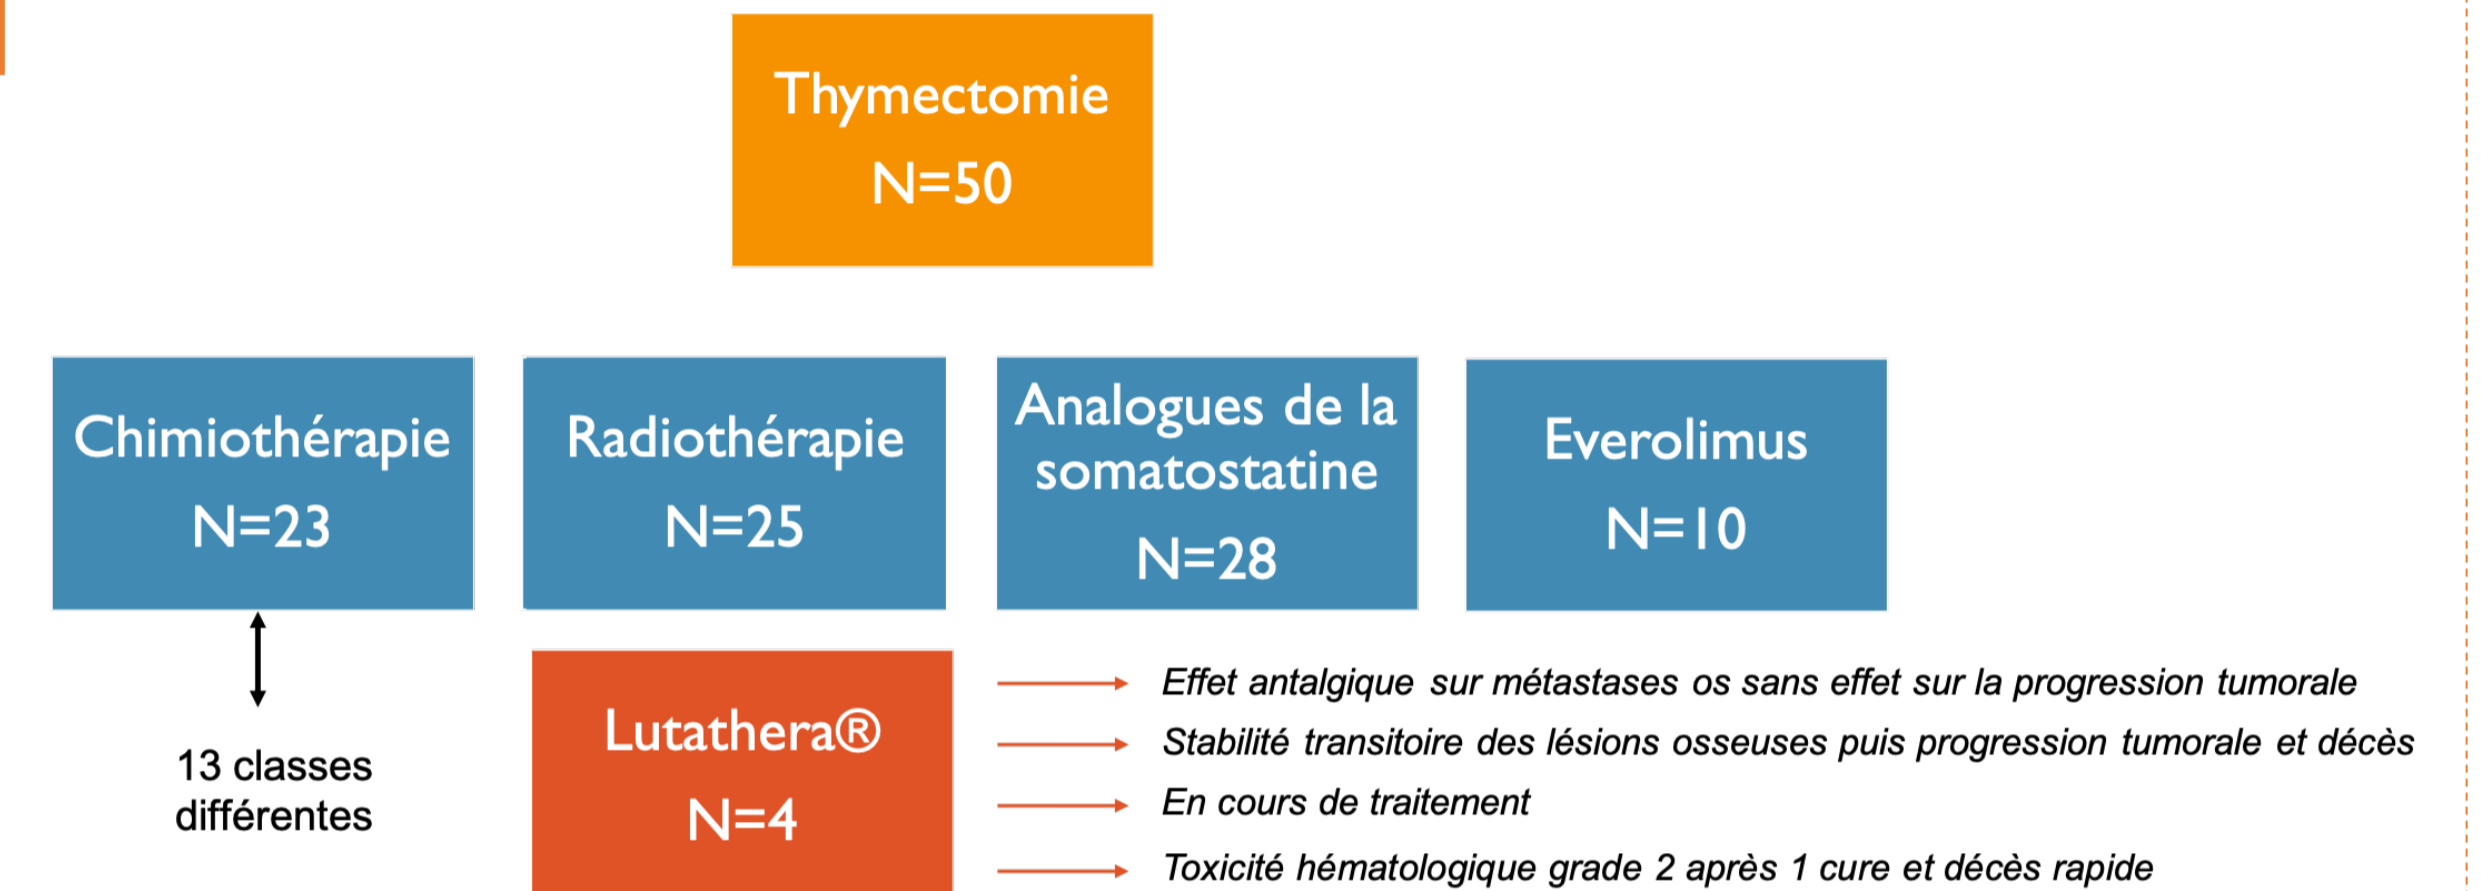 Thymectomie
N=50
Chimiothérapie
N=23
Radiothérapie
N=25
Analogues de la
somatostatine
N=28
Everolimus
N=10
13 classes
différentes
Lutathera®
N=4
Effet antalgique sur métastases os sans effet sur la progression tumorale
Stabilité transitoire des lésions osseuses puis progression tumorale et décès
En cours de traitement
Toxicité hématologique grade 2 après 1 cure et décès rapide